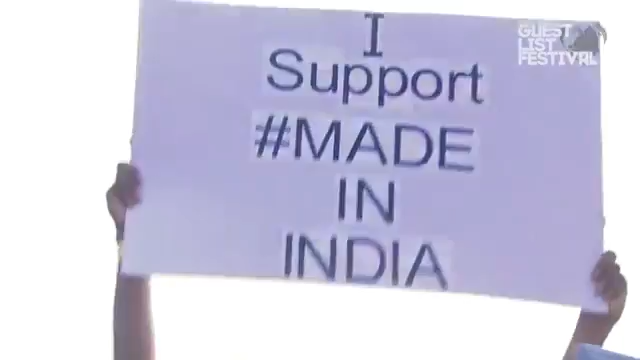 I
Support
#MADE
IN
INDIA
GUEST
LIST
FESTIVAL